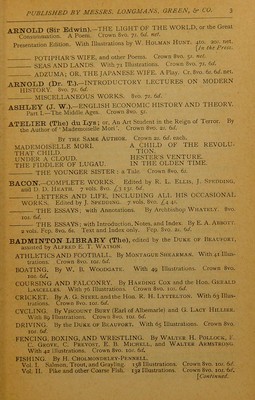 PUBLISHED BY MESSRS. LONGMANS, GREEN, & CO. 3
ARNOLD (Sir Edwin).—THE LIGHT OF THE WORLD, or the Great
Consummation. A Poem. Crown 8vo. 7s. 6d. net.
Presentation Edition. With Illustrations by W. HOLMAN HUNT. 4to. 20s. net.
[In the Press.
POTIPHAR'S WIFE, and other Poems. Crown 8vo. 5s. net.
SEAS AND LANDS. With 71 Illustrations. Crown 8vo. 7s. 6d.
ADZUMA; OR, THE JAPANESE WIFE. A Play. Cr. 8vo. 6s. 6d. net.
ARNOLD (Dr. T.).—INTRODUCTORY LECTURES ON MODERN
HISTORY. 8vo. 7s. 6d.
MISCELLANEOUS WORKS. 8vo. 7s. 6d.
ASHLEY (J. W.).—ENGLISH ECONOMIC HISTORY AND THEORY.
Part I.—The Middle Ages. Crown 8vo. 5s.
ATELIER (The) du Lys; or, An Art Student in the Reign of Terror. By
the Author of 'Mademoiselle Mori'. Crown 8vo. 2s. 6d.
BY THE SAME AUTHOR. Crown 8vo. 2s. 6d. each.
MADEMOISELLE MORI.
THAT CHILD.
UNDER A CLOUD.
THE FIDDLER OF LUGAU.
A CHILD OF THE REVOLU-
TION.
HESTER'S VENTURE.
IN THE OLDEN TIME.
THE YOUNGER SISTER: a Tale. Crown 8vo. 6s.
BACON.—COMPLETE WORKS. Edited by R. L. ELLIS, J. SPEDDING,
and D. D. HEATH. 7 vols. 8vo. £3 13s. 6d.
LETTERS AND LIFE, INCLUDING ALL HIS OCCASIONAL
WORKS. Edited by J. SPEDDING. 7 vols. 8vo. £4 4s.
THE ESSAYS; with Annotations. By Archbishop WHATELY. 8vo.
10s. 6d.
THE ESSAYS; with Introduction, Notes, and Index. By E. A. ABBOTT.
2 vols. Fcp. 8vo. 6s. Text and Index only. Fcp. 8vo. 2s. 6d.
BADMINTON LIBRARY (The), edited by the DUKE OF BEAUFORT,
assisted by ALFRED E. T. WATSON.
ATHLETICS AND FOOTBALL. By MONTAGUE SHEARMAN. With 41 Illus-
trations. Crown 8vo. 10s. 6d.
BOATING. By W. B. WOODGATE. With 49 Illustrations. Crown
8vo. 10s. 6d.
COURSING AND FALCONRY. By HARDING COX and the Hon. GERALD
LASCELLES. With 76 Illustrations. Crown 8vo. 10s. 6d.
CRICKET. By A. G. STEEL and the Hon. R. H. LYTTELTON. With 63 Illus-
trations. Crown 8vo. 10s. 6d.
CYCLING. By VISCOUNT BURY (Earl of Albemarle) and G. LACY HILLIER.
With 89 Illustrations. Crown 8vo. 10s. 6d.
DRIVING. By the DUKE OF BEAUFORT. With 65 Illustrations. Crown 8vo.
10s. 6d.
FENCING, BOXING, AND WRESTLING. By WALTER H. POLLOCK, F.
C. GROVE, C. PREVOST, E. B. MICHELL, and WALTER ARMSTRONG.
With 42 Illustrations. Crown 8vo. 10s. 6d.
FISHING. By H. CHOLMONDELEY-PENNELL.
Vol. I. Salmon, Trout, and Grayling. 158 Illustrations. Crown 8vo. 10s. 6d.
Vol. II. Pike and other Coarse Fish. Illustrations. Crown 8vo. 10s. 6d.
[Continued.